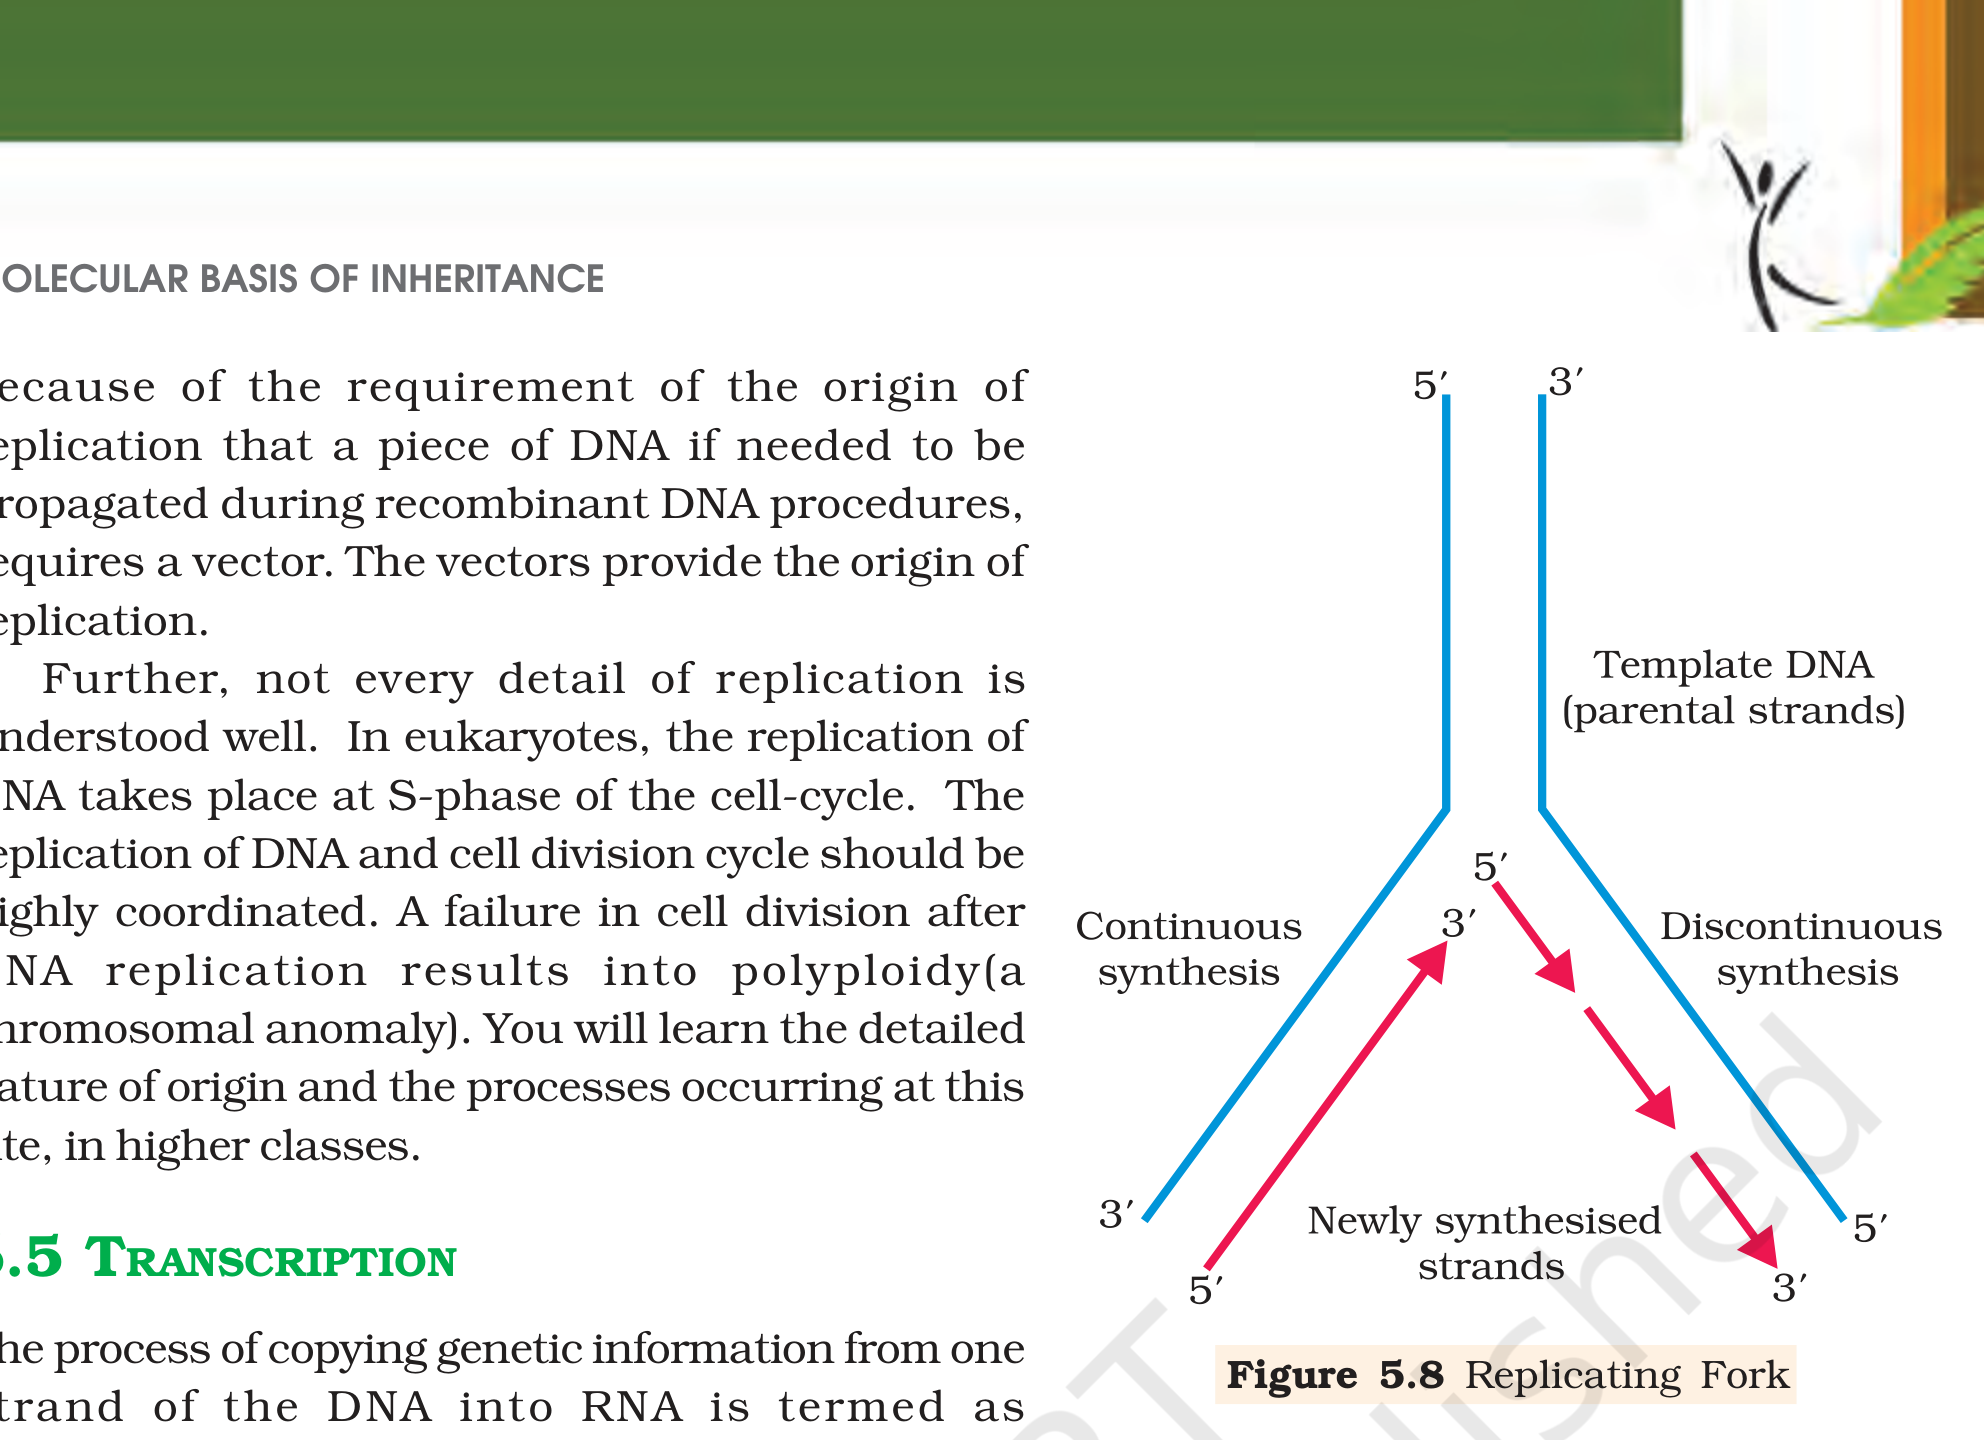 OLECULAR BASIS OF INHERITANCE
ecause of the requirement of the origin of
eplication that a piece of DNA if needed to be
ropagated during recombinant DNA procedures,
equires a vector. The vectors provide the origin of
eplication.
Further, not every detail of replication is
nderstood well. In eukaryotes, the replication of
NA takes place at S-phase of the cell-cycle. The
eplication of DNA and cell division cycle should be
ighly coordinated. A failure in cell division after
NA replication results into polyploidy(a
hromosomal anomaly). You will learn the detailed
ature of origin and the processes occurring at this
ite, in higher classes.
.5 TRANSCRIPTION
he process of copying genetic information from one
trand of the DNA into RNA is termed as
5′ 3′
Template DNA
(parental strands)
5′
3′
Continuous
synthesis
Discontinuous
synthesis
3′
5′
Newly synthesised
strands
5′
3′
Figure 5.8 Replicating Fork